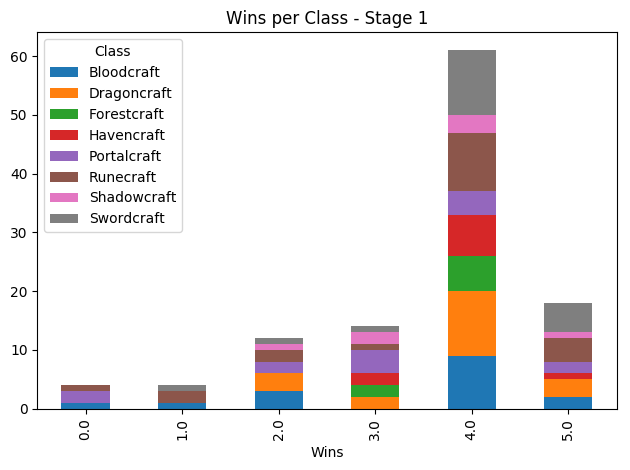 Wins per Class - Stage 1
Class
Bloodcraft
Dragoncraft
Forestcraft
Havencraft
Portalcraft
Runecraft
Shadowcraft
Swordcraft
60
50
40
30
20
10
0
0.0
1.0
2.0
3.0
4.0
5.0
Wins